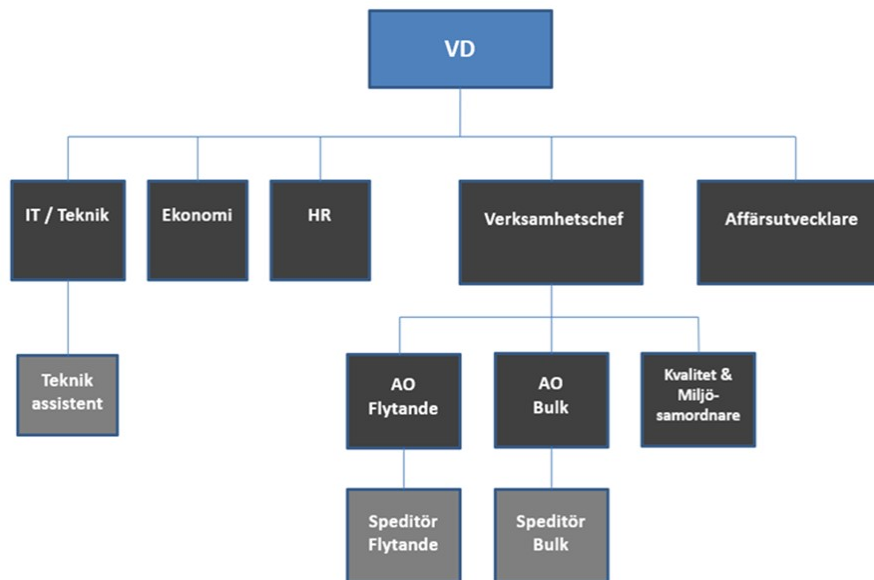 VD
IT / Teknik
Ekonomi
HR
Verksamhetschef
Affärsutvecklare
Teknik
assistent
AO
Flytande
AO
Bulk
Kvalitet &
Miljö-
samordnare
Speditör
Flytande
Speditör
Bulk